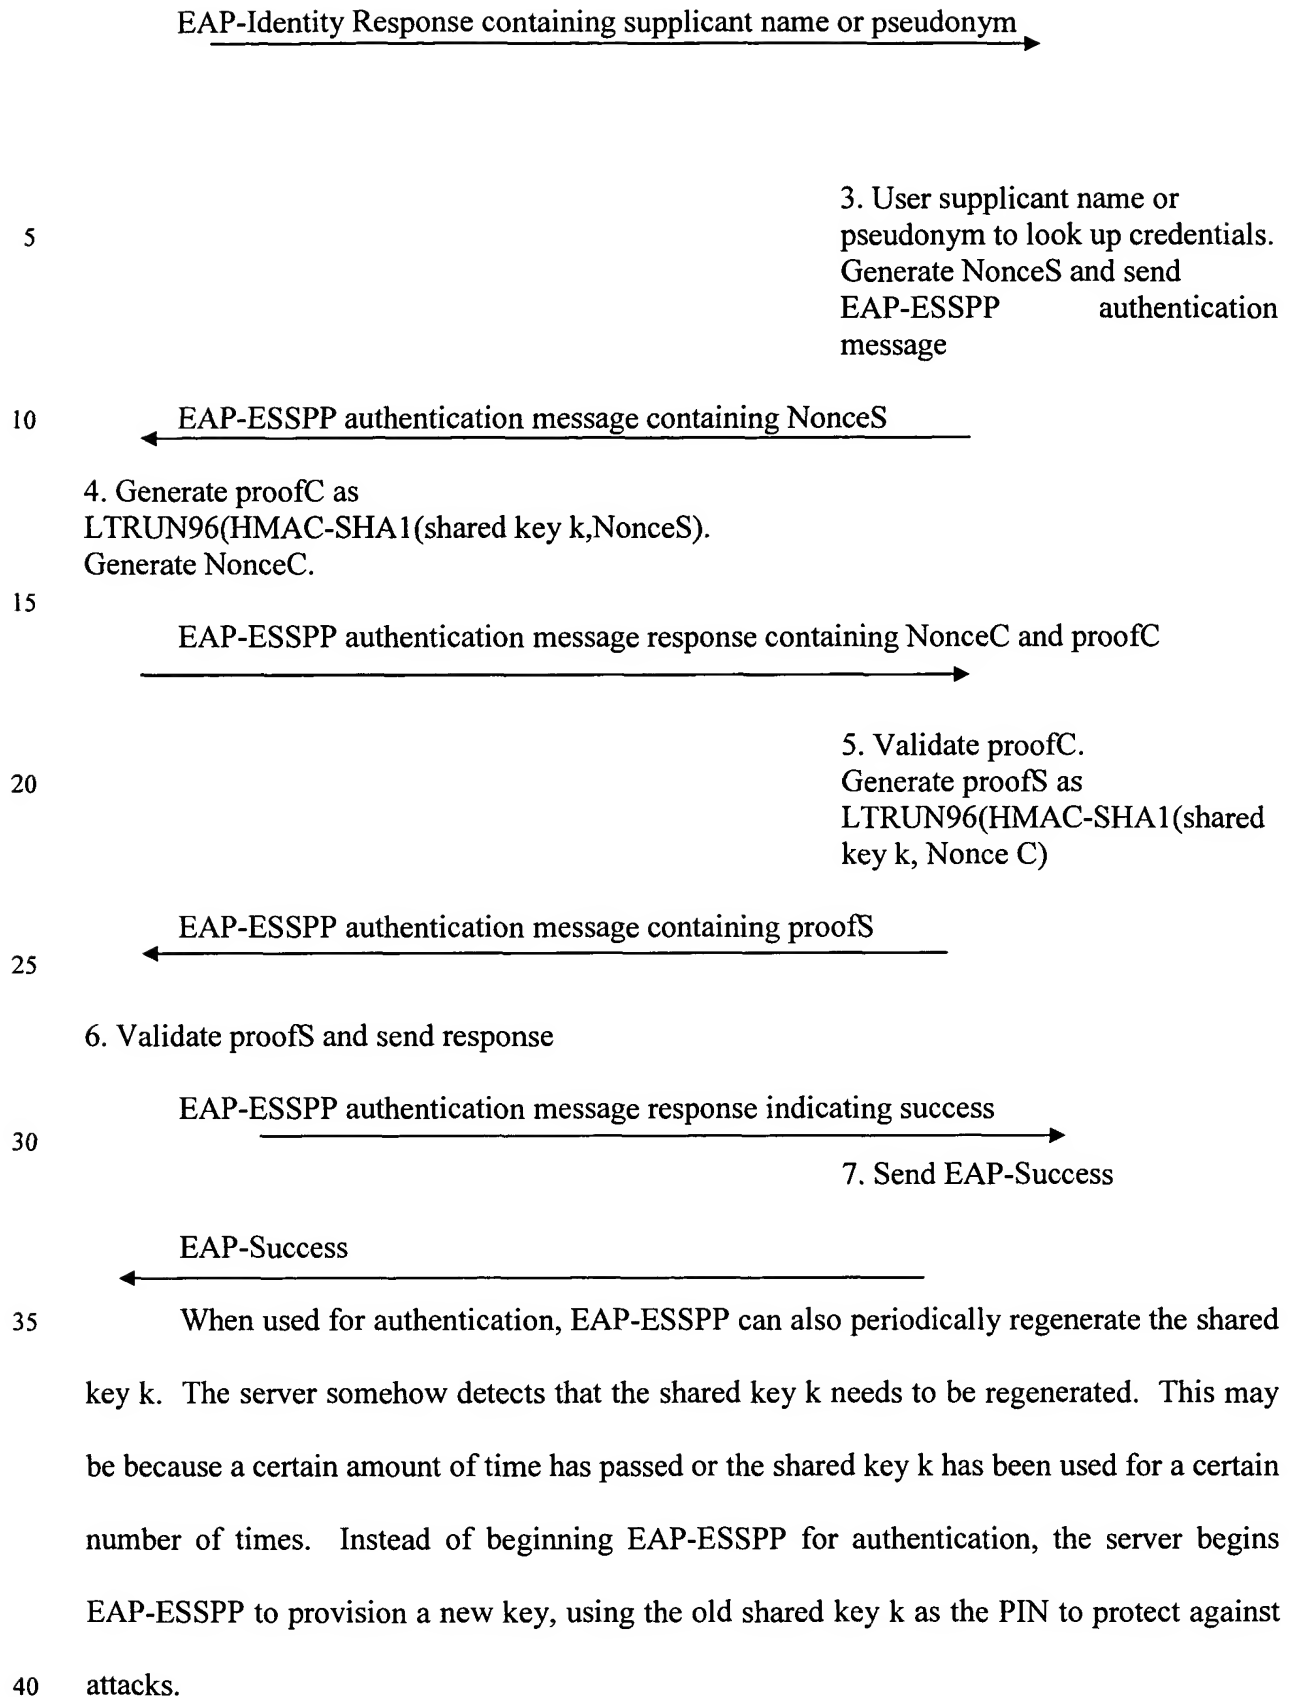 EAP-Identity Response containing supplicant name or pseudonym
3. User supplicant name or
5 pseudonym to look up credentials.
Generate NonceS and send
EAP-ESSPP authentication
message
10 EAP-ESSPP authentication message containing NonceS
4. Generate proofC as
LTRUN96(HMAC-SHA1(shared key k,NonceS).
Generate NonceC.
15
EAP-ESSPP authentication message response containing NonceC and proofC
5. Validate proofC.
20 Generate proofS as
LTRUN96(HMAC-SHA1(shared
key k, Nonce C)
EAP-ESSPP authentication message containing proofS
25
6. Validate proofS and send response
EAP-ESSPP authentication message response indicating success
30
7. Send EAP-Success
EAP-Success
35 When used for authentication, EAP-ESSPP can also periodically regenerate the shared
key k. The server somehow detects that the shared key k needs to be regenerated. This may
be because a certain amount of time has passed or the shared key k has been used for a certain
number of times. Instead of beginning EAP-ESSPP for authentication, the server begins
EAP-ESSPP to provision a new key, using the old shared key k as the PIN to protect against
40 attacks.